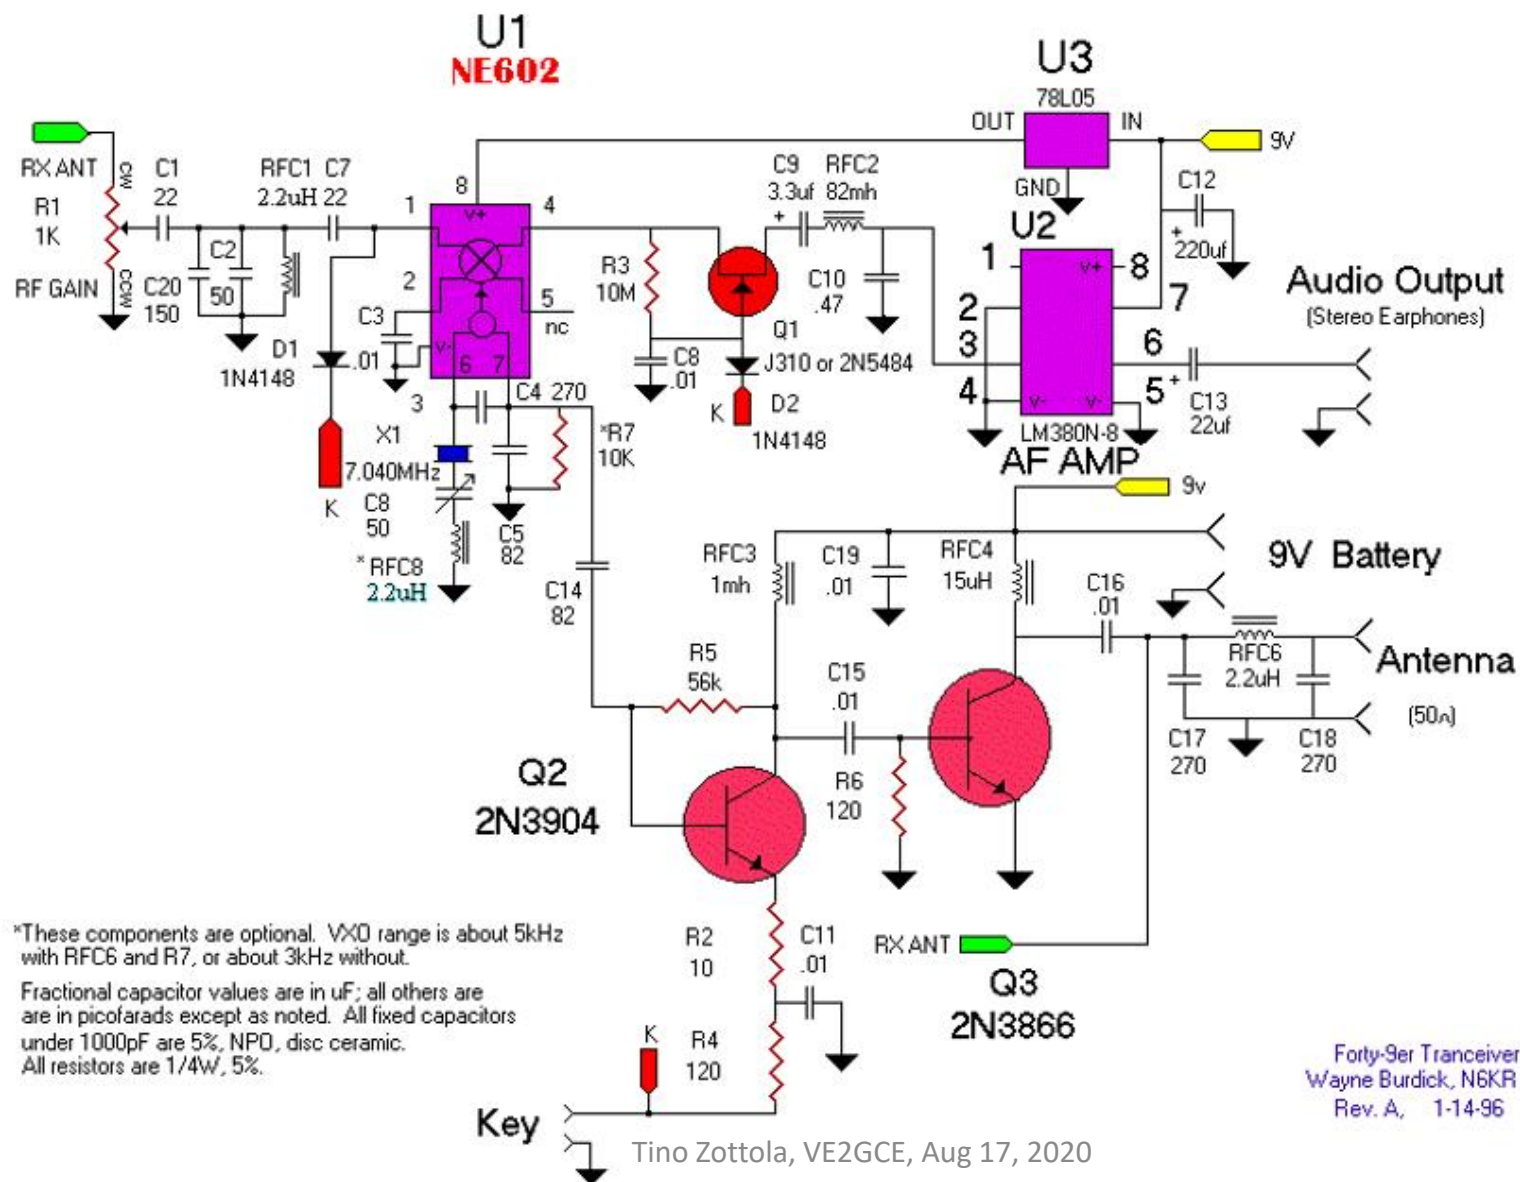 U1
NE602
U3
78L05
OUT
IN
9V
GND
RX ANT
CW
R1
1K
CCW
RF GAIN
C1
22
RFC1
2.2uH
C7
22
C20
150
C2
50
D1
1N4148
K
1
2
3
4
5
nc
6
7
8
V+
V-
C3
.01
C4
270
X1
7.040MHz
C8
50
*RFC8
2.2uH
C5
82
*R7
10K
R3
10M
C8
.01
Q1
J310 or 2N5484
K
D2
1N4148
C9
3.3uf
+
RFC2
82mh
C10
.47
U2
1
2
3
4
8
7
6
5
V+
V-
V-
LM380N-8
AF AMP
C12
+
220uf
+
C13
22uf
Audio Output
(Stereo Earphones)
9v
9V Battery
C14
82
RFC3
1mh
C19
.01
RFC4
15uH
C16
.01
RFC6
2.2uH
C17
270
C18
270
Antenna
(50∩)
R5
56k
C15
.01
R6
120
Q2
2N3904
R2
10
C11
.01
R4
120
K
Key
RX ANT
Q3
2N3866
*These components are optional. VXO range is about 5kHz
with RFC6 and R7, or about 3kHz without.
Fractional capacitor values are in uF; all others are
are in picofarads except as noted. All fixed capacitors
under 1000pF are 5%, NPO, disc ceramic.
All resistors are 1/4W, 5%.
Forty-9er Tranceiver
Wayne Burdick, N6KR
Rev. A, 1-14-96
Tino Zottola, VE2GCE, Aug 17, 2020